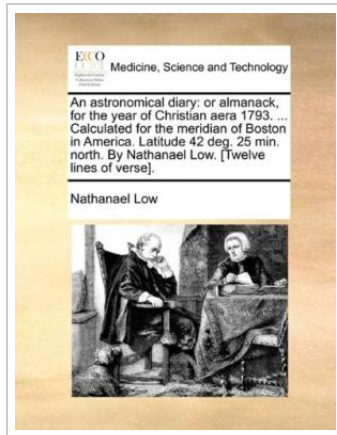 ECCO
Medicine, Science and Technology
An astronomical diary: or almanack,
for the year of Christian aera 1793. ...
Calculated for the meridian of Boston
in America. Latitude 42 deg. 25 min.
north. By Nathanael Low. [Twelve
lines of verse].
Nathanael Low